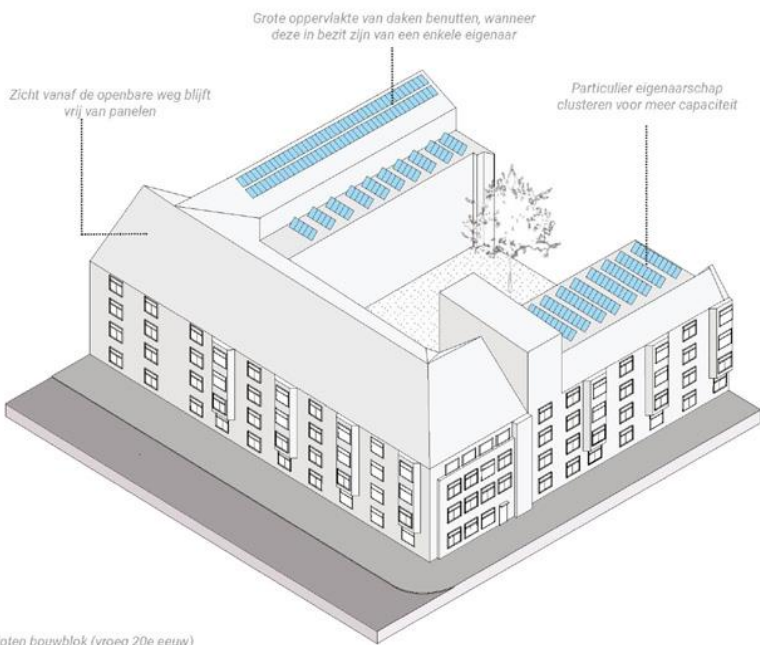 Grote oppervlakte van daken benutten, wanneer
deze in bezit zijn van een enkele eigenaar
Zicht vanaf de openbare weg blijft
vrij van panelen
Particulier eigenaarschap
clusteren voor meer capaciteit
bouwblok (vroeg 20e eeuw)